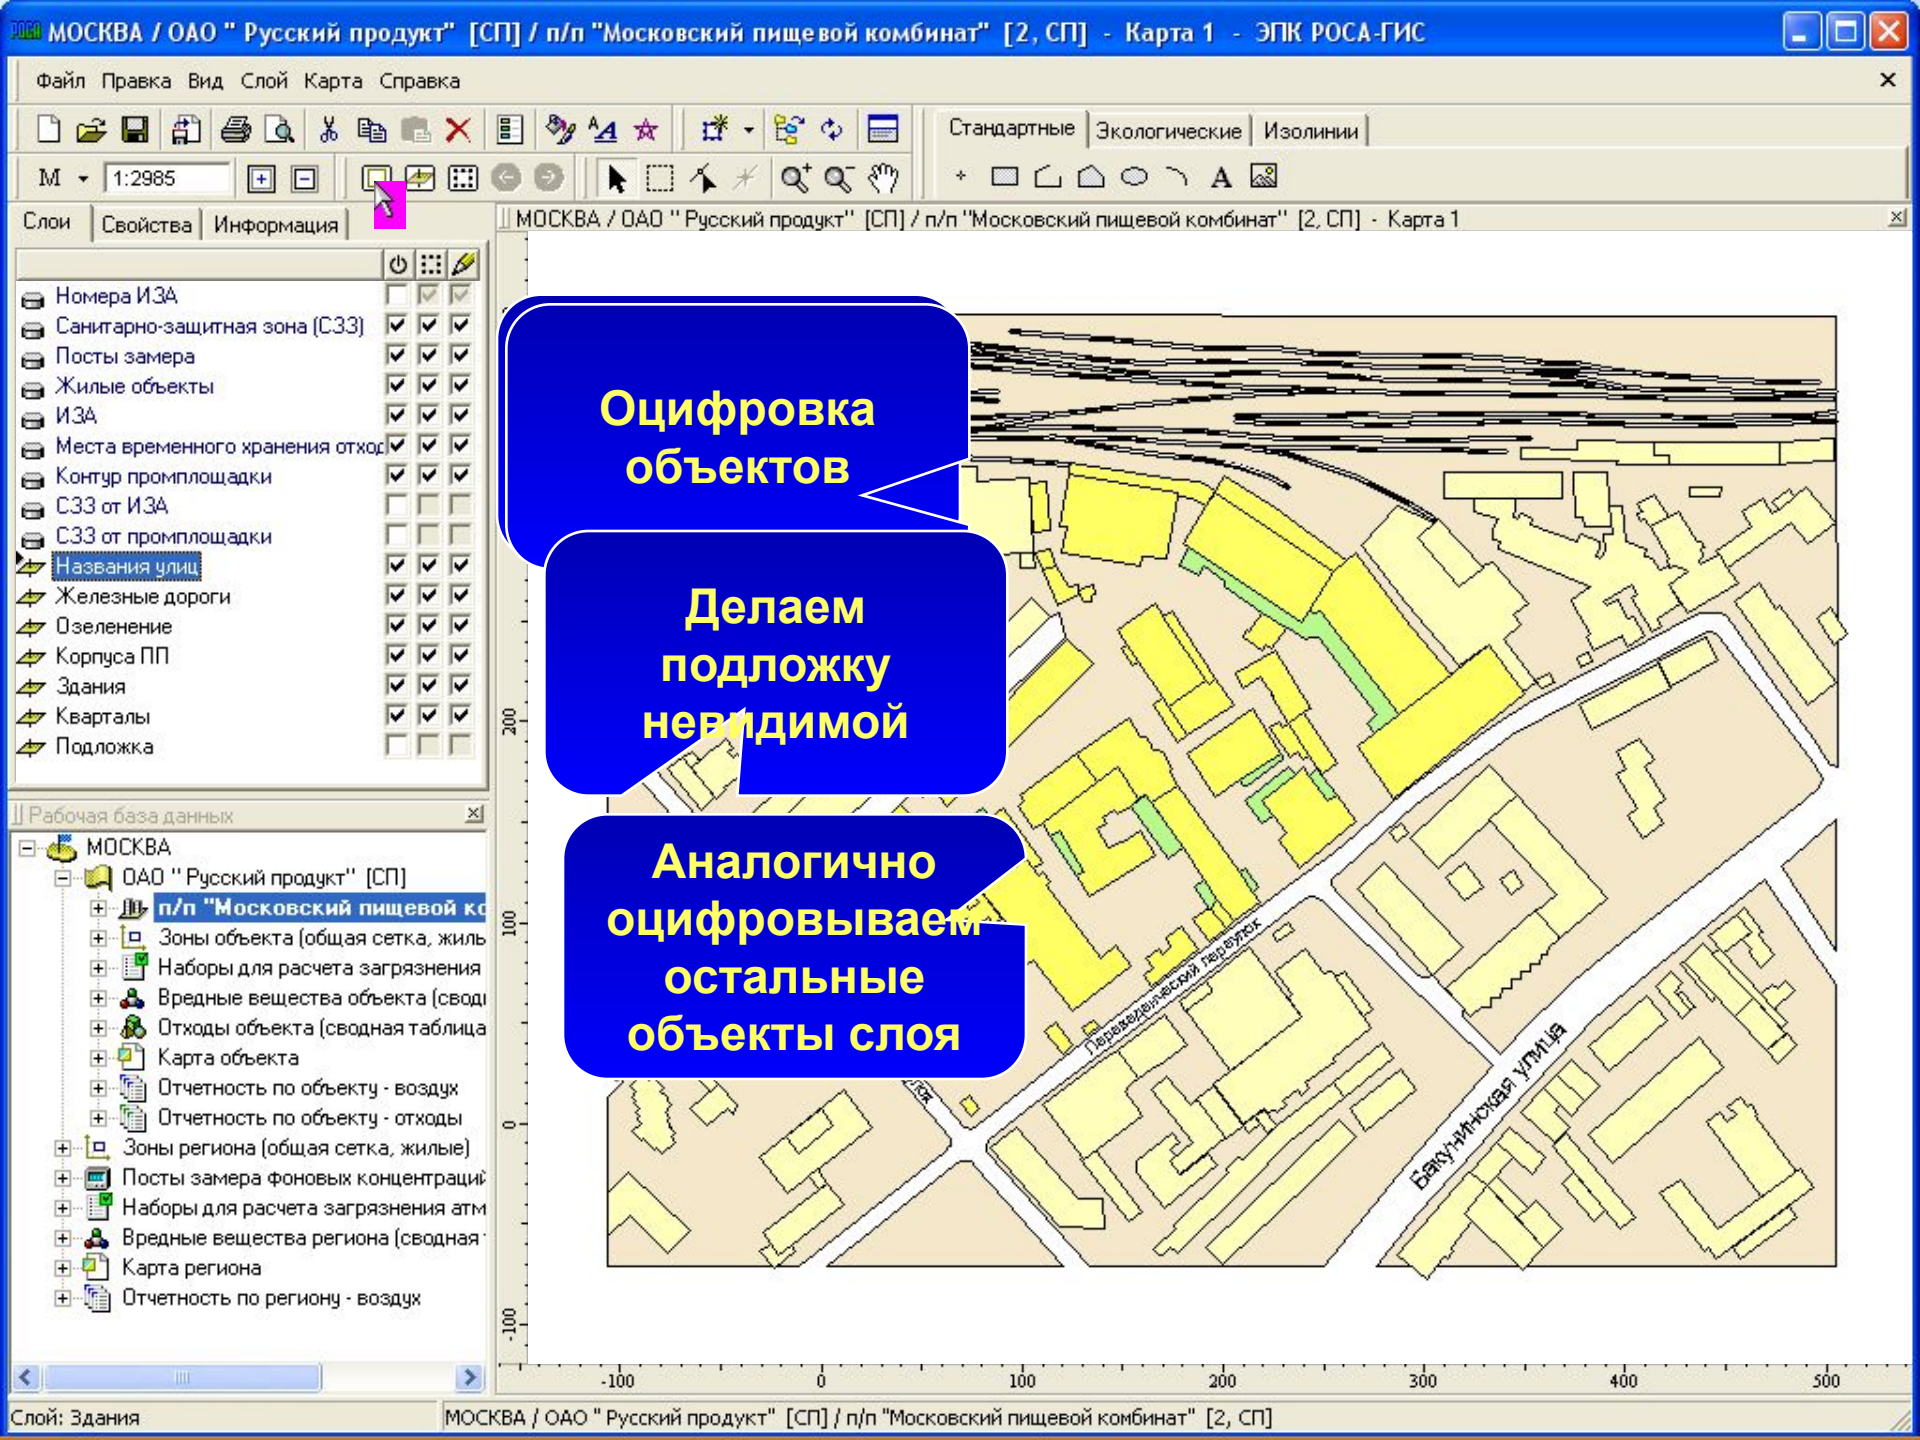 МОСКВА / ОАО " Русский продукт" [СП] / п/п "Московский пищевой комбинат" [2, СП] - Карта 1 - ЭПК РОСА-ГИС
Файл Правка Вид Слой Карта Справка
Стандартные Экологические Изолинии
М 1:2985
A
Слои Свойства Информация
МОСКВА / ОАО " Русский продукт" [СП] / п/п "Московский пищевой комбинат" [2, СП] - Карта 1
Номера ИЗА
Санитарно-защитная зона (СЗЗ)
Посты замера
Жилые объекты
ИЗА
Места временного хранения отход
Контур промплощадки
СЗЗ от ИЗА
СЗЗ от промплощадки
Названия улиц
Железные дороги
Озеленение
Корпуса ПП
Здания
Кварталы
Подложка
Рабочая база данных
МОСКВА
ОАО " Русский продукт" [СП]
п/п "Московский пищевой ко
Зоны объекта (общая сетка, жиль
Наборы для расчета загрязнения
Вредные вещества объекта (свод
Отходы объекта (сводная таблица
Карта объекта
Отчетность по объекту - воздух
Отчетность по объекту - отходы
Зоны региона (общая сетка, жилые)
Посты замера фоновых концентраций
Наборы для расчета загрязнения атм
Вредные вещества региона (сводная
Карта региона
Отчетность по региону - воздух
Оцифровка
объектов
Делаем
подложку
невидимой
Аналогично
оцифровываем
остальные
объекты слоя
Переведеновский переулок
Бакунинская улица
200
100
0
-100
-100 0 100 200 300 400 500
Слой: Здания
МОСКВА / ОАО " Русский продукт" [СП] / п/п "Московский пищевой комбинат" [2, СП]